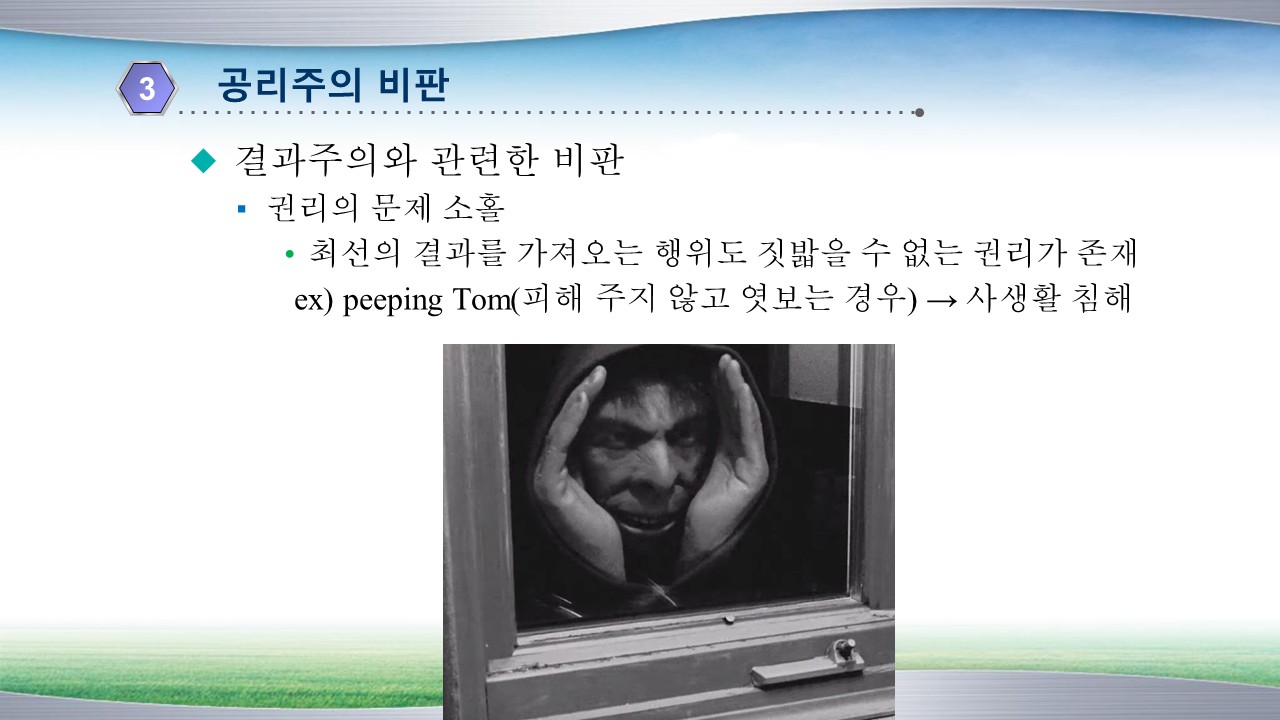 3 공리주의 비판
결과주의와 관련한 비판
권리의 문제 소홀
최선의 결과를 가져오는 행위도 짓밟을 수 없는 권리가 존재
ex) peeping Tom(피해 주지 않고 엿보는 경우) → 사생활 침해